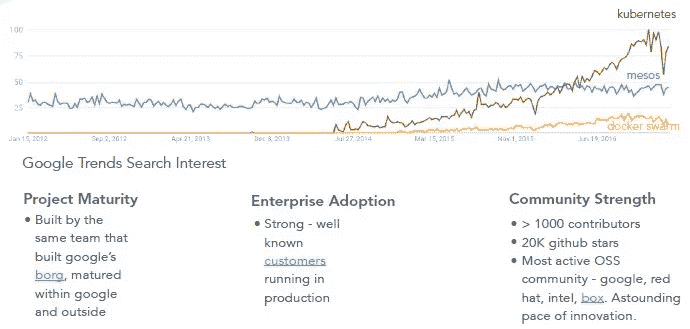 kubernetes
100
75
mesos
50
25
docker swarm
Jan 15, 2012 Sep 2, 2012 Apr 21, 2013 Dec 8, 2013 Jul 27, 2014 Mar 15, 2015 Nov 1, 2015 Jun 19, 2016
Google Trends Search Interest
Project Maturity
• Built by the
same team that
built google's
borg, matured
within google
and outside
Enterprise Adoption
• Strong - well
known
customers
running in
production
Community Strength
• > 1000 contributors
• 20K github stars
• Most active OSS
community - google, red
hat, intel, box. Astounding
pace of innovation.